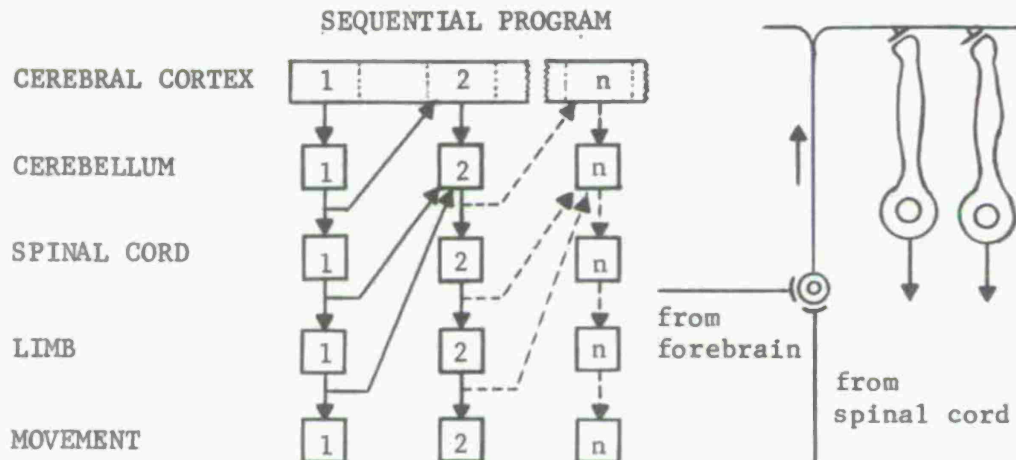 SEQUENTIAL PROGRAM
CEREBRAL CORTEX 1 2 n
CEREBELLUM 1 2 n
SPINAL CORD 1 2 n
LIMB 1 2 n
MOVEMENT 1 2 n
from
forebrain
from
spinal cord